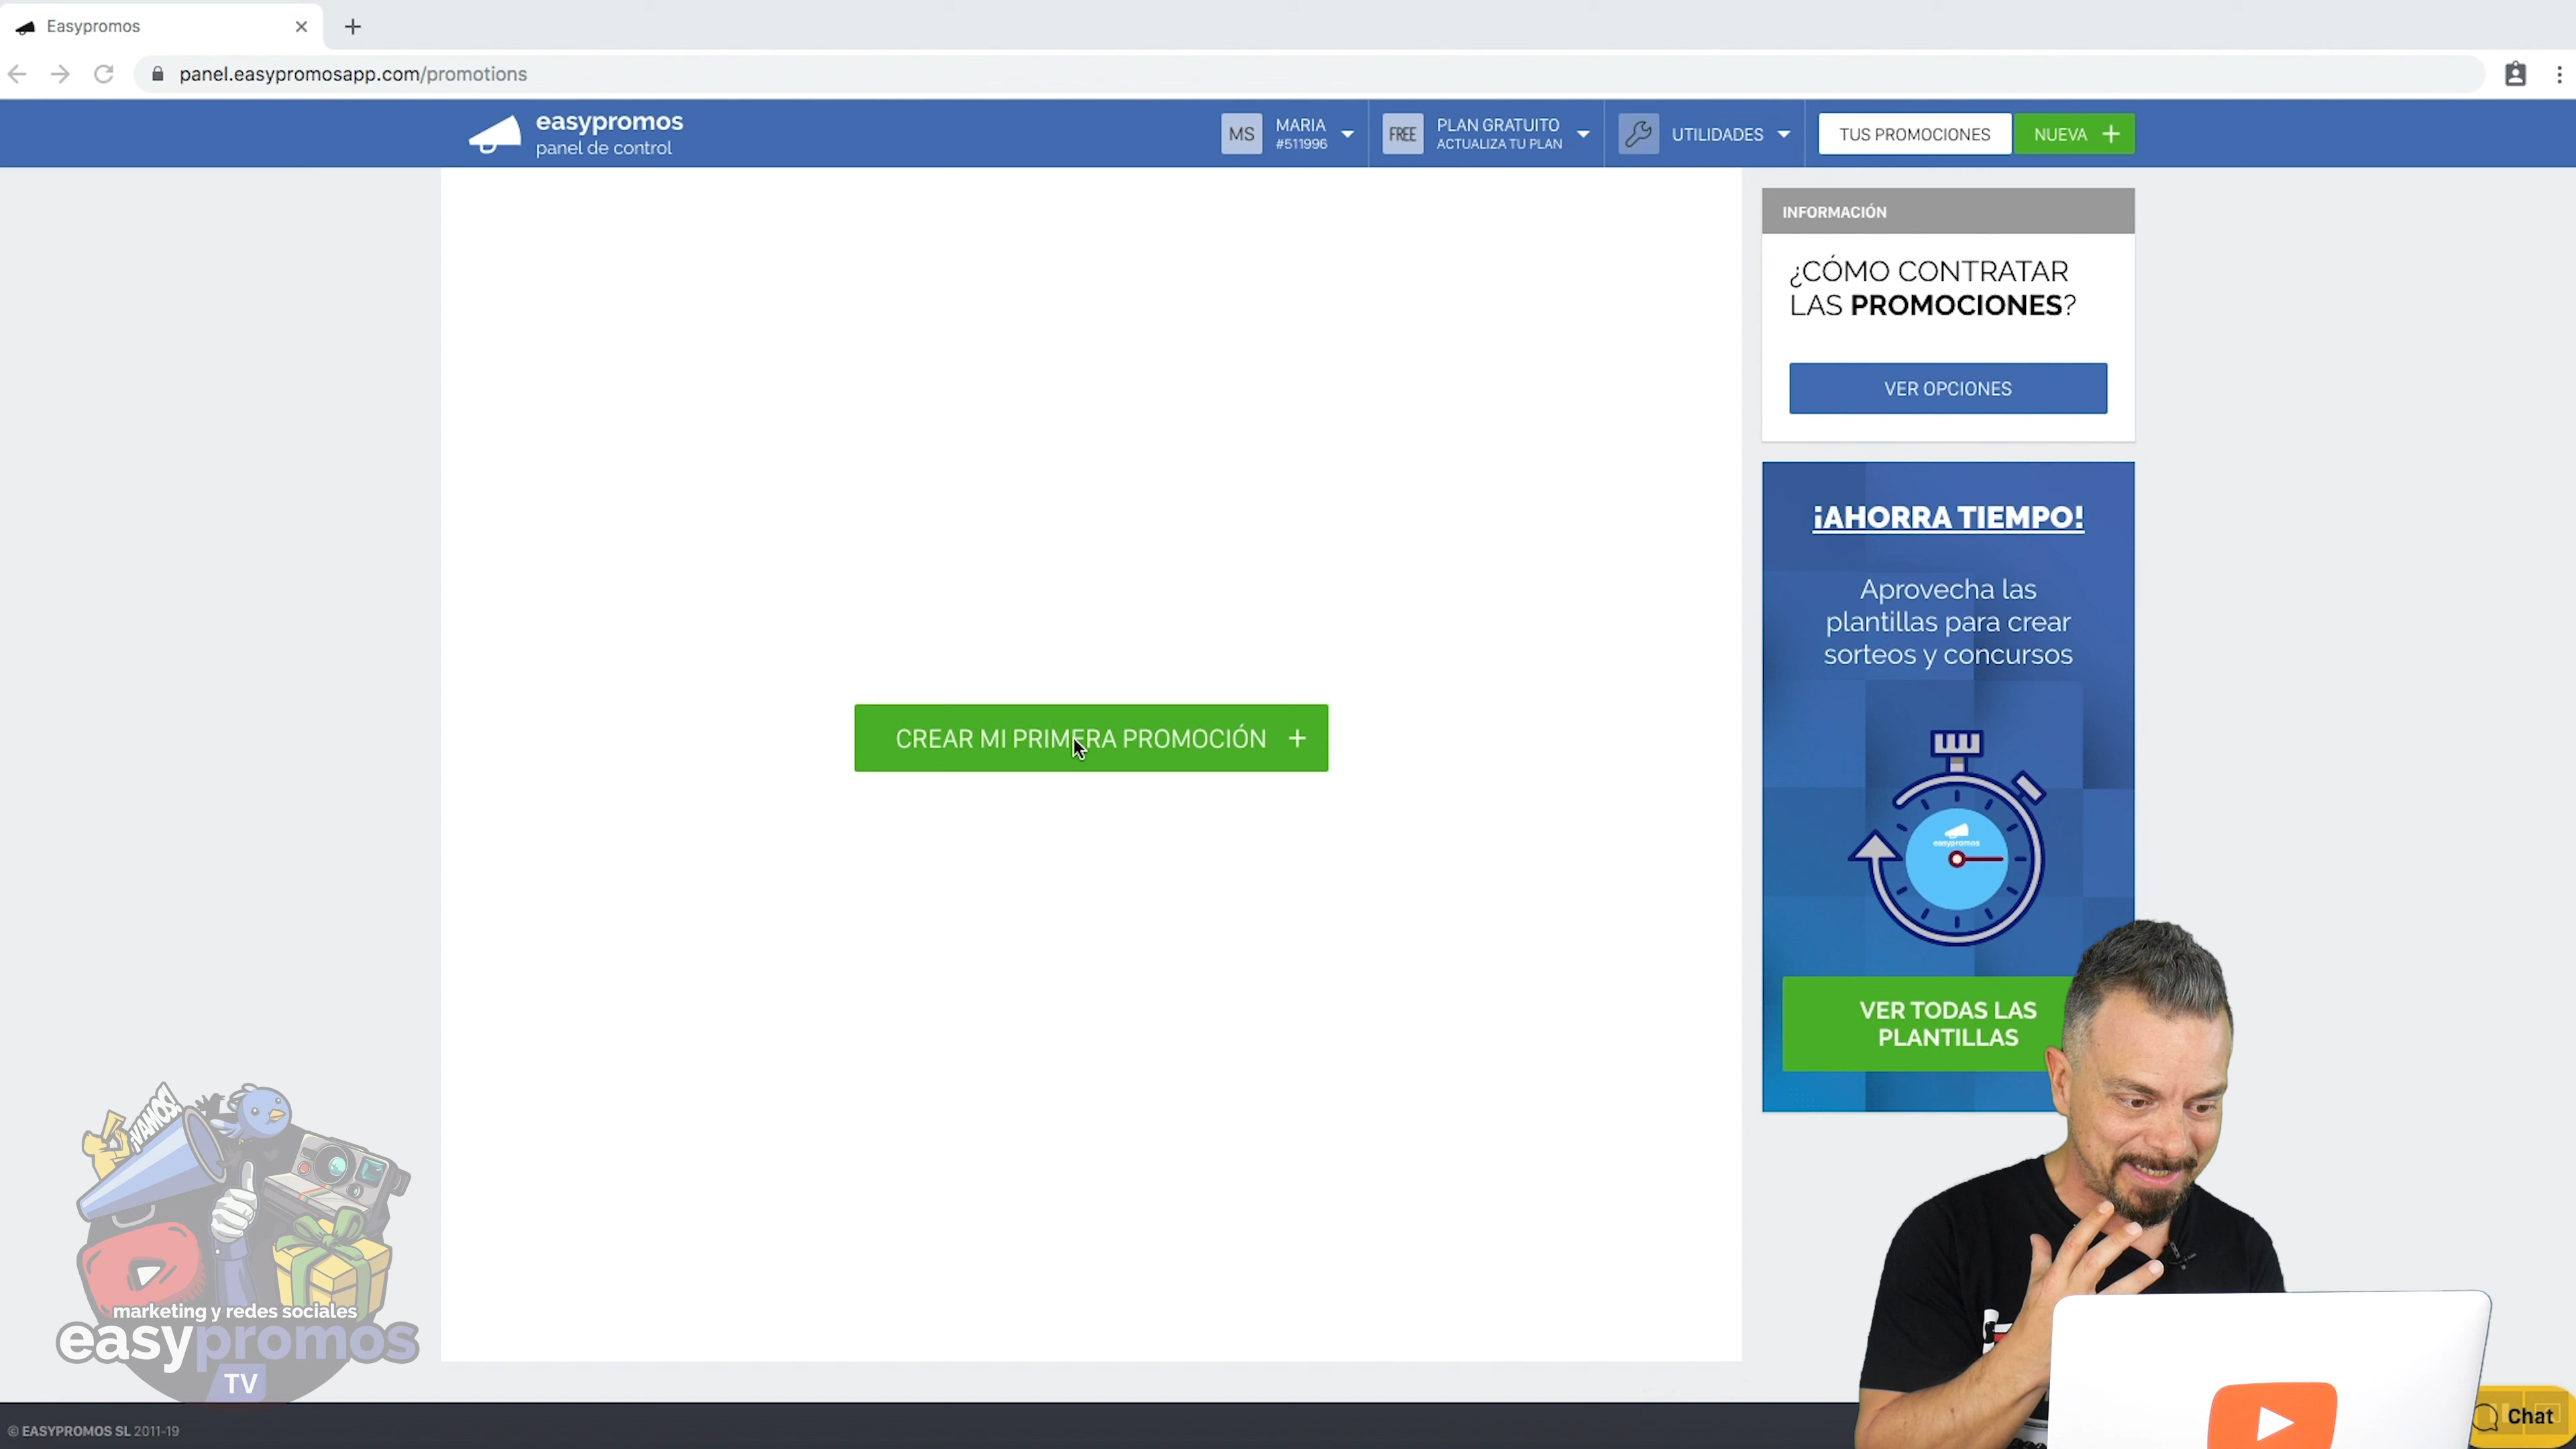 Easypromos
panel.easypromosapp.com/promotions
easypromos
panel de control
MS
MARIA
#511996
FREE
PLAN GRATUITO
ACTUALIZA TU PLAN
UTILIDADES
TUS PROMOCIONES
NUEVA +
INFORMACIÓN
¿CÓMO CONTRATAR
LAS PROMOCIONES?
VER OPCIONES
¡AHORRA TIEMPO!
Aprovecha las
plantillas para crear
sorteos y concursos
easypromos
CREAR MI PRIMERA PROMOCIÓN +
VER TODAS LAS
PLANTILLAS
¡VAMOS!
marketing y redes sociales
easypromos
TV
© EASYPROMOS SL 2011-19
Chat